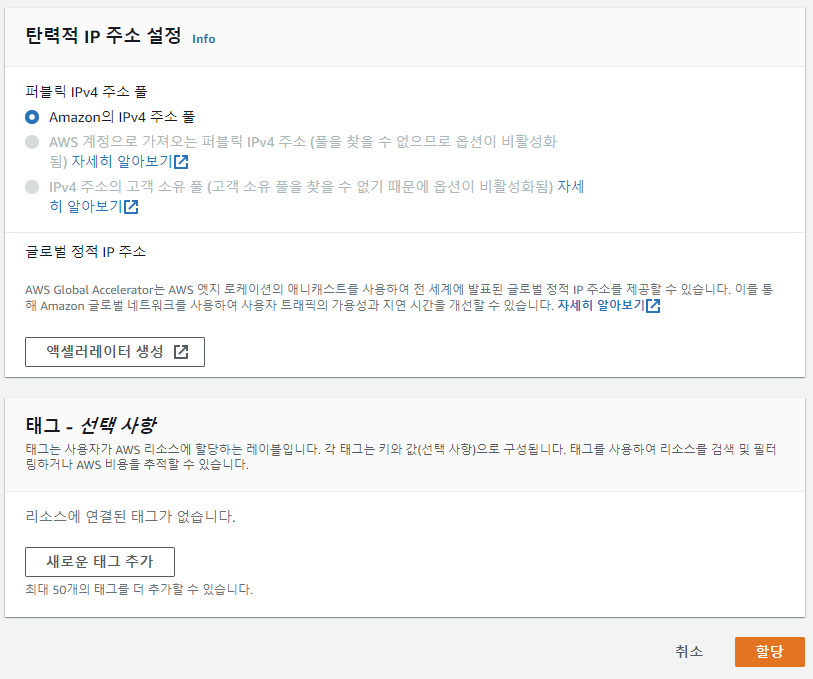 탄력적 IP 주소 설정 Info
퍼블릭 IPv4 주소 풀
Amazon의 IPv4 주소 풀
AWS 계정으로 가져오는 퍼블릭 IPv4 주소 (풀을 찾을 수 없으므로 옵션이 비활성화
됨) 자세히 알아보기
IPv4 주소의 고객 소유 풀 (고객 소유 풀을 찾을 수 없기 때문에 옵션이 비활성화됨) 자세
히 알아보기
글로벌 정적 IP 주소
AWS Global Accelerator는 AWS 엣지 로케이션의 애니캐스트를 사용하여 전 세계에 발표된 글로벌 정적 IP 주소를 제공할 수 있습니다. 이를 통
해 Amazon 글로벌 네트워크를 사용하여 사용자 트래픽의 가용성과 지연 시간을 개선할 수 있습니다. 자세히 알아보기
액셀러레이터 생성
태그 - 선택 사항
태그는 사용자가 AWS 리소스에 할당하는 레이블입니다. 각 태그는 키와 값(선택 사항)으로 구성됩니다. 태그를 사용하여 리소스를 검색 및 필터
링하거나 AWS 비용을 추적할 수 있습니다.
리소스에 연결된 태그가 없습니다.
새로운 태그 추가
최대 50개의 태그를 더 추가할 수 있습니다.
취소 할당